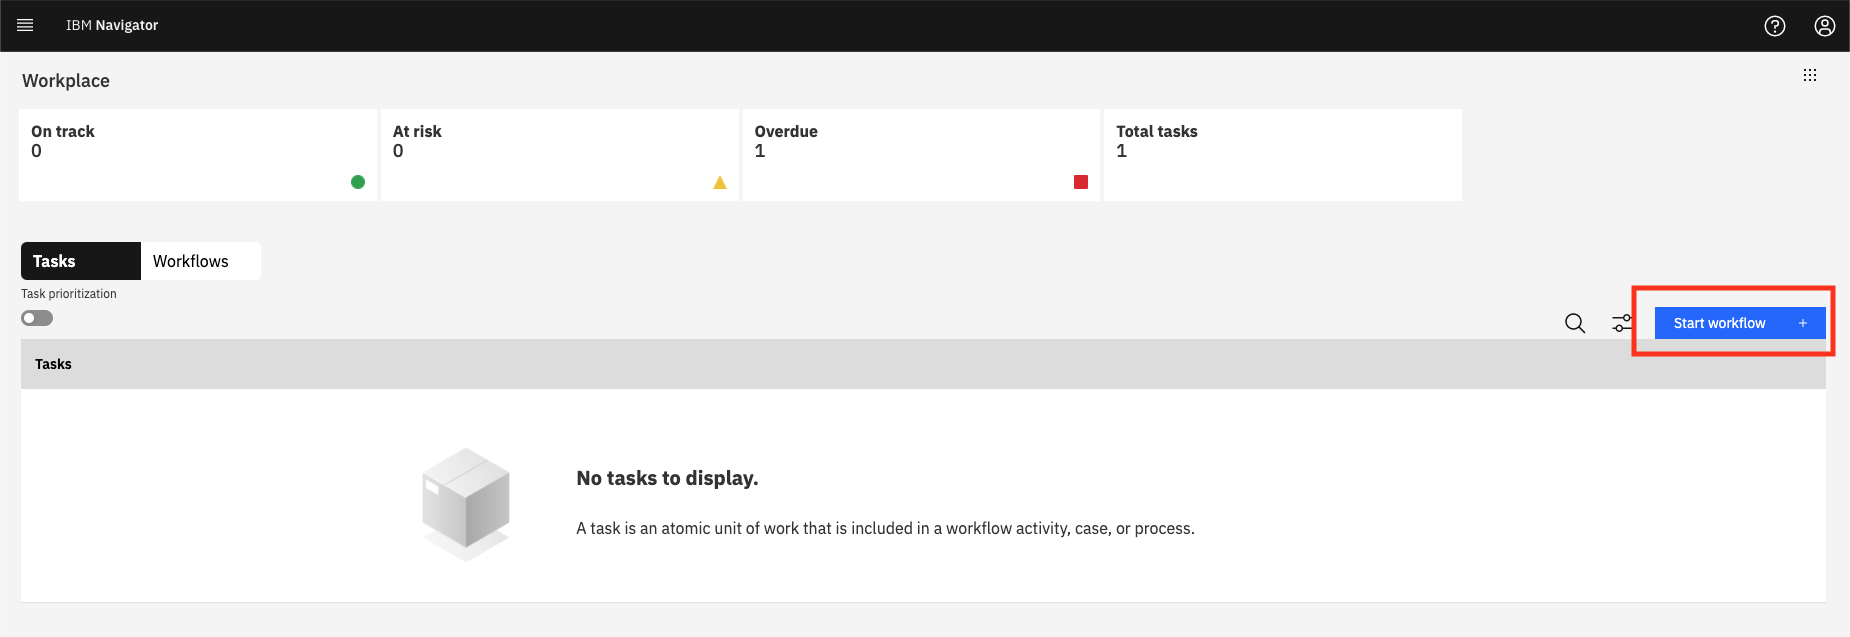 IBM Navigator
Workplace
On track
0
At risk
0
Overdue
1
Total tasks
1
Tasks
Workflows
Task prioritization
Start workflow +
Tasks
No tasks to display.
A task is an atomic unit of work that is included in a workflow activity, case, or process.